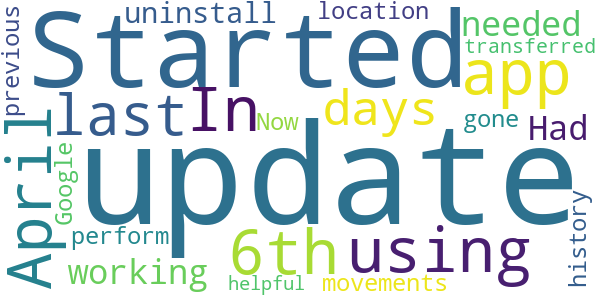 uninstall
location
Started
needed
transferred
previous
app
last
In
days
Now
gone
Had
April
update
Google
perform
6th
using
history
working
helpful
movements